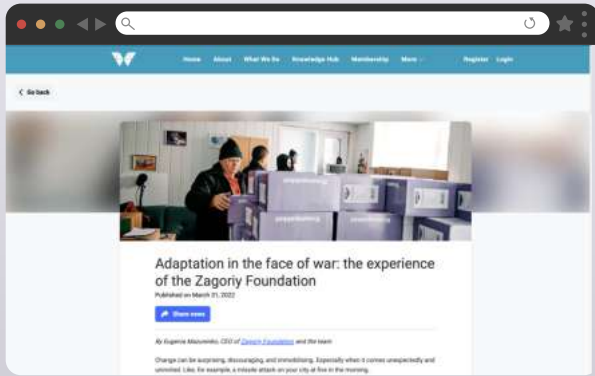 Home About What We Do Knowledge Hub Membership More Register Login
Go back
Adaptation in the face of war: the experience
of the Zagoriy Foundation
Published on March 21, 2022
Share news
By Eugenia Mazurenko, CEO of Zagoriy Foundation and the team
Change can be surprising, discouraging, and immobilising. Especially when it comes unexpectedly and
uninvited. Like, for example, a missile attack on your city at five in the morning.